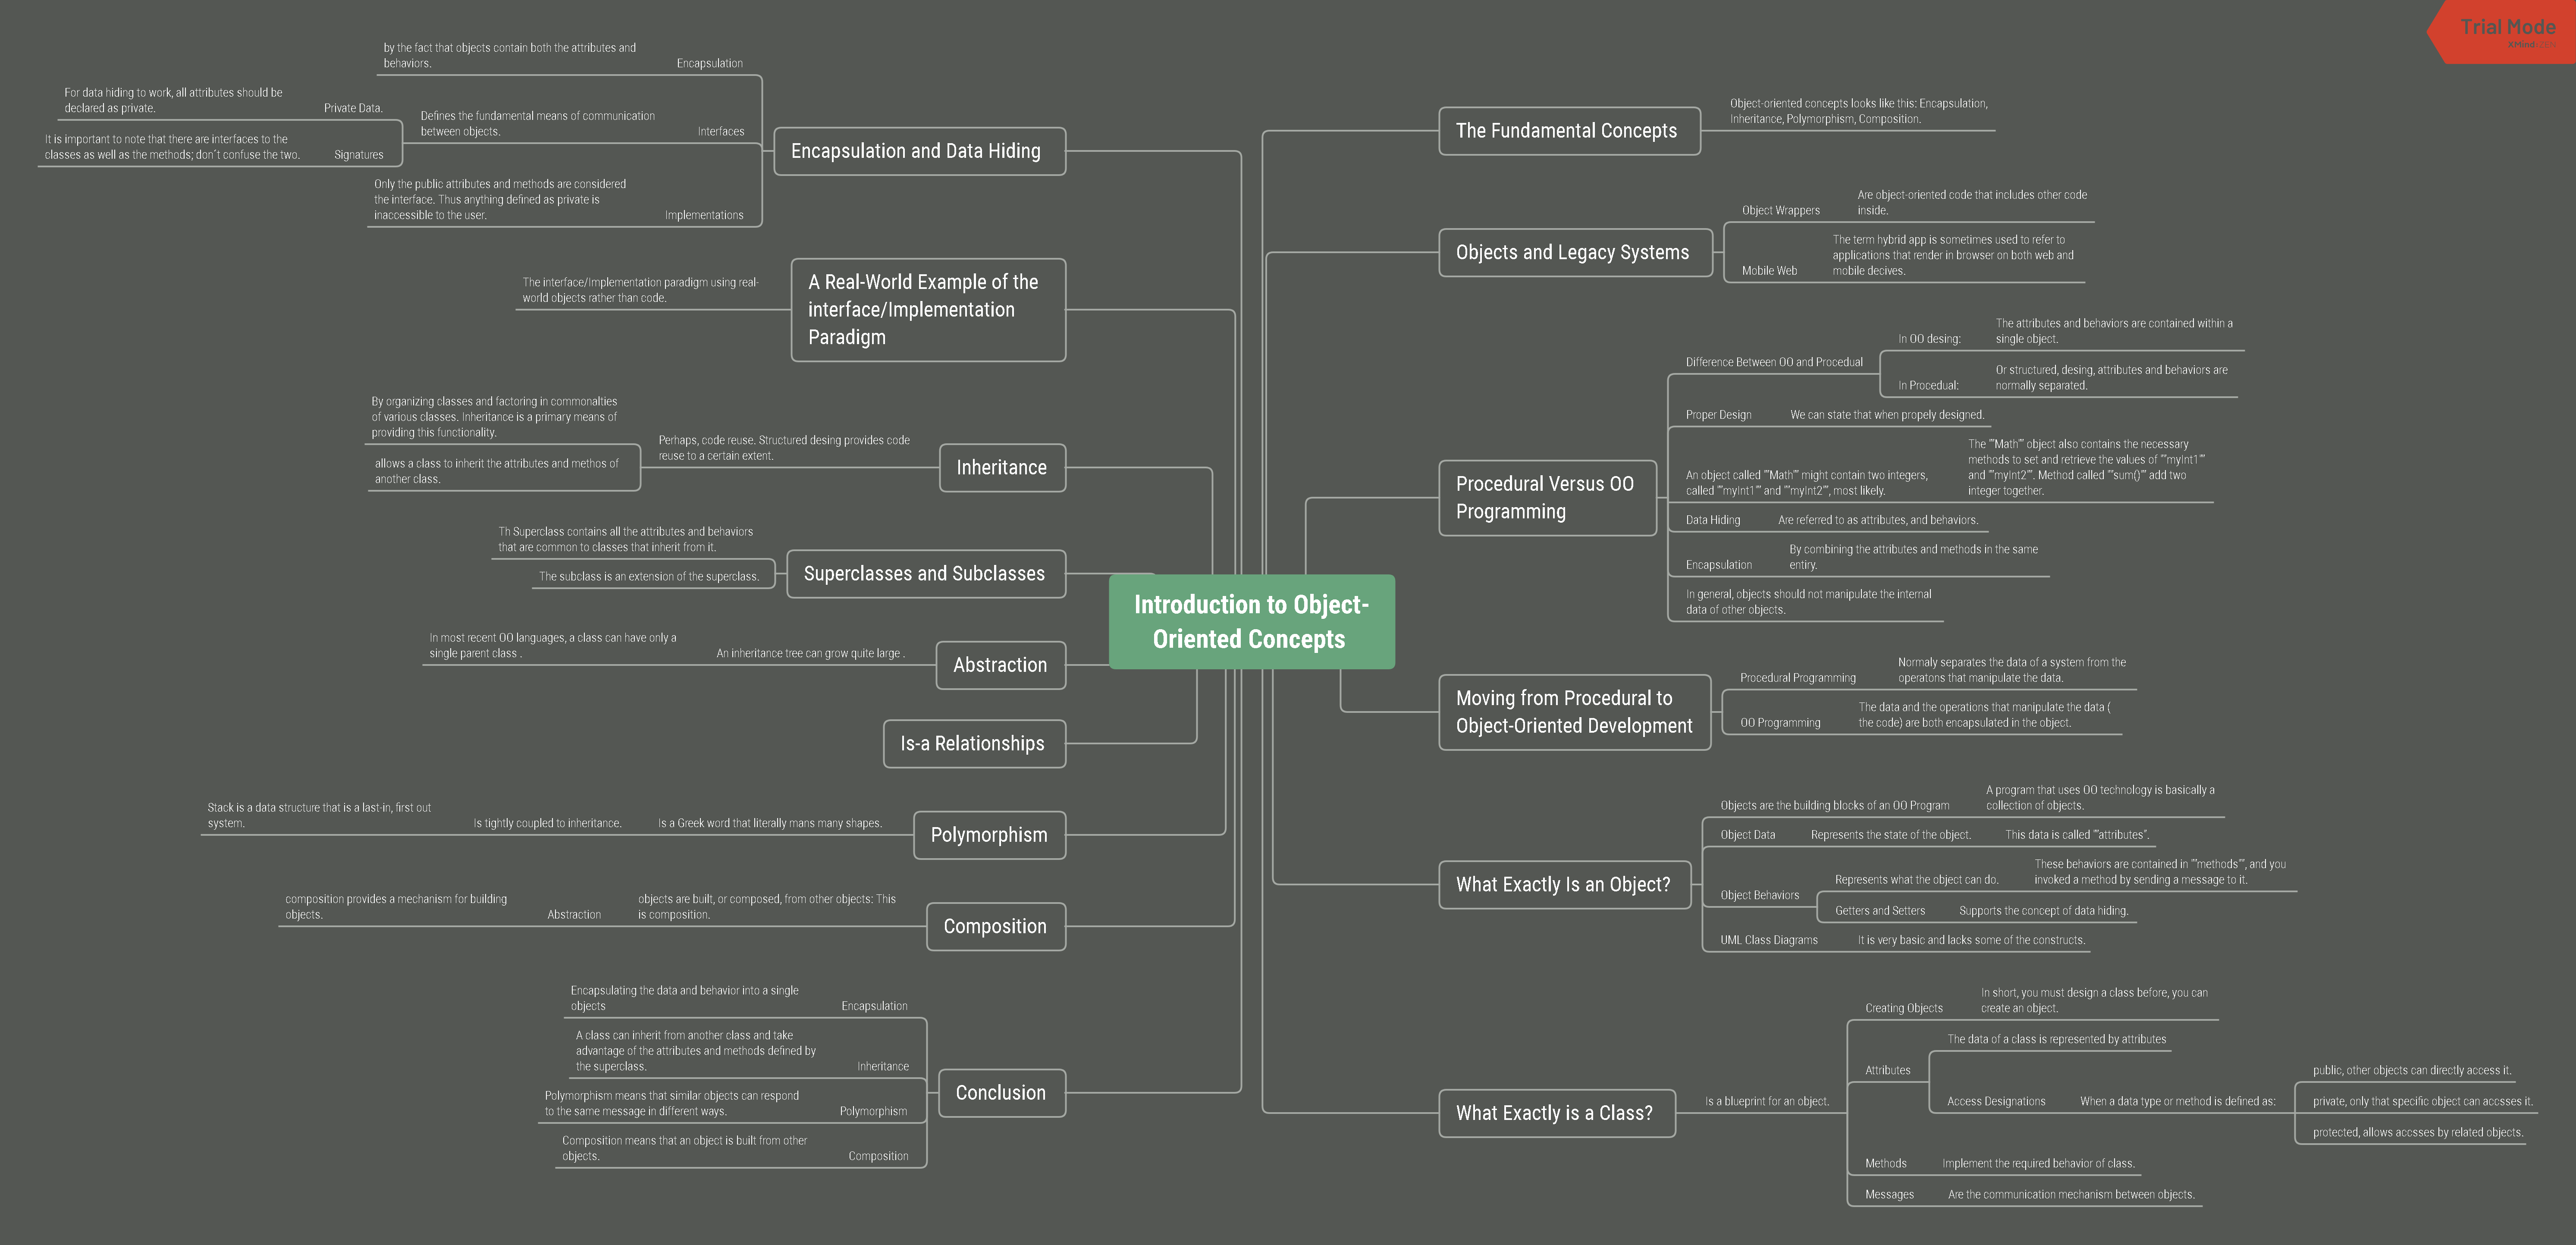 Trial Mode
XMind:ZEN
Introduction to Object-
Oriented Concepts
The Fundamental Concepts
Object-oriented concepts looks like this: Encapsulation,
Inheritance, Polymorphism, Composition.
Objects and Legacy Systems
Object Wrappers
Are object-oriented code that includes other code
inside.
Mobile Web
The term hybrid app is sometimes used to refer to
applications that render in browser on both web and
mobile decives.
Procedural Versus OO
Programming
Difference Between OO and Procedual
In OO desing:
The attributes and behaviors are contained within a
single object.
In Procedual:
Or structured, desing, attributes and behaviors are
normally separated.
Proper Design
We can state that when propely designed.
An object called ""Math"" might contain two integers,
called ""myInt1"" and ""myInt2"", most likely.
The ""Math"" object also contains the necessary
methods to set and retrieve the values of ""myInt1""
and ""myInt2"". Method called ""sum()"" add two
integer together.
Data Hiding
Are referred to as attributes, and behaviors.
Encapsulation
By combining the attributes and methods in the same
entiry.
In general, objects should not manipulate the internal
data of other objects.
Moving from Procedural to
Object-Oriented Development
Procedural Programming
Normaly separates the data of a system from the
operatons that manipulate the data.
OO Programming
The data and the operations that manipulate the data (
the code) are both encapsulated in the object.
What Exactly Is an Object?
Objects are the building blocks of an OO Program
A program that uses OO technology is basically a
collection of objects.
Object Data
Represents the state of the object.
This data is called ""attributes".
Object Behaviors
Represents what the object can do.
These behaviors are contained in ""methods"", and you
invoked a method by sending a message to it.
Getters and Setters
Supports the concept of data hiding.
UML Class Diagrams
It is very basic and lacks some of the constructs.
What Exactly is a Class?
Is a blueprint for an object.
Creating Objects
In short, you must design a class before, you can
create an object.
Attributes
The data of a class is represented by attributes
Access Designations
When a data type or method is defined as:
public, other objects can directly access it.
private, only that specific object can accsses it.
protected, allows accsses by related objects.
Methods
Implement the required behavior of class.
Messages
Are the communication mechanism between objects.
Encapsulation and Data Hiding
Encapsulation
by the fact that objects contain both the attributes and
behaviors.
Interfaces
Defines the fundamental means of communication
between objects.
Private Data.
For data hiding to work, all attributes should be
declared as private.
Signatures
It is important to note that there are interfaces to the
classes as well as the methods; don´t confuse the two.
Implementations
Only the public attributes and methods are considered
the interface. Thus anything defined as private is
inaccessible to the user.
A Real-World Example of the
interface/Implementation
Paradigm
The interface/Implementation paradigm using real-
world objects rather than code.
Inheritance
Perhaps, code reuse. Structured desing provides code
reuse to a certain extent.
By organizing classes and factoring in commonalties
of various classes. Inheritance is a primary means of
providing this functionality.
allows a class to inherit the attributes and methos of
another class.
Superclasses and Subclasses
Th Superclass contains all the attributes and behaviors
that are common to classes that inherit from it.
The subclass is an extension of the superclass.
Abstraction
An inheritance tree can grow quite large .
In most recent OO languages, a class can have only a
single parent class .
Is-a Relationships
Polymorphism
Is a Greek word that literally mans many shapes.
Is tightly coupled to inheritance.
Stack is a data structure that is a last-in, first out
system.
Composition
objects are built, or composed, from other objects: This
is composition.
Abstraction
composition provides a mechanism for building
objects.
Conclusion
Encapsulation
Encapsulating the data and behavior into a single
objects
Inheritance
A class can inherit from another class and take
advantage of the attributes and methods defined by
the superclass.
Polymorphism
Polymorphism means that similar objects can respond
to the same message in different ways.
Composition
Composition means that an object is built from other
objects.